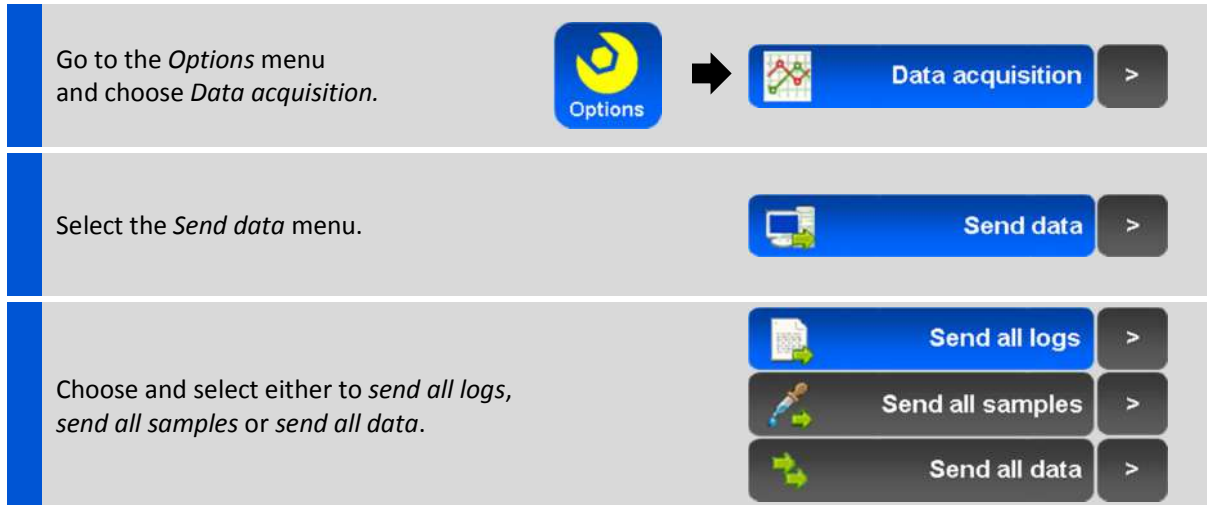 Go to the Options menu
and choose Data acquisition.
Options
Data acquisition
>
Select the Send data menu.
Send data
>
Choose and select either to send all logs,
send all samples or send all data.
Send all logs
>
Send all samples
>
Send all data
>